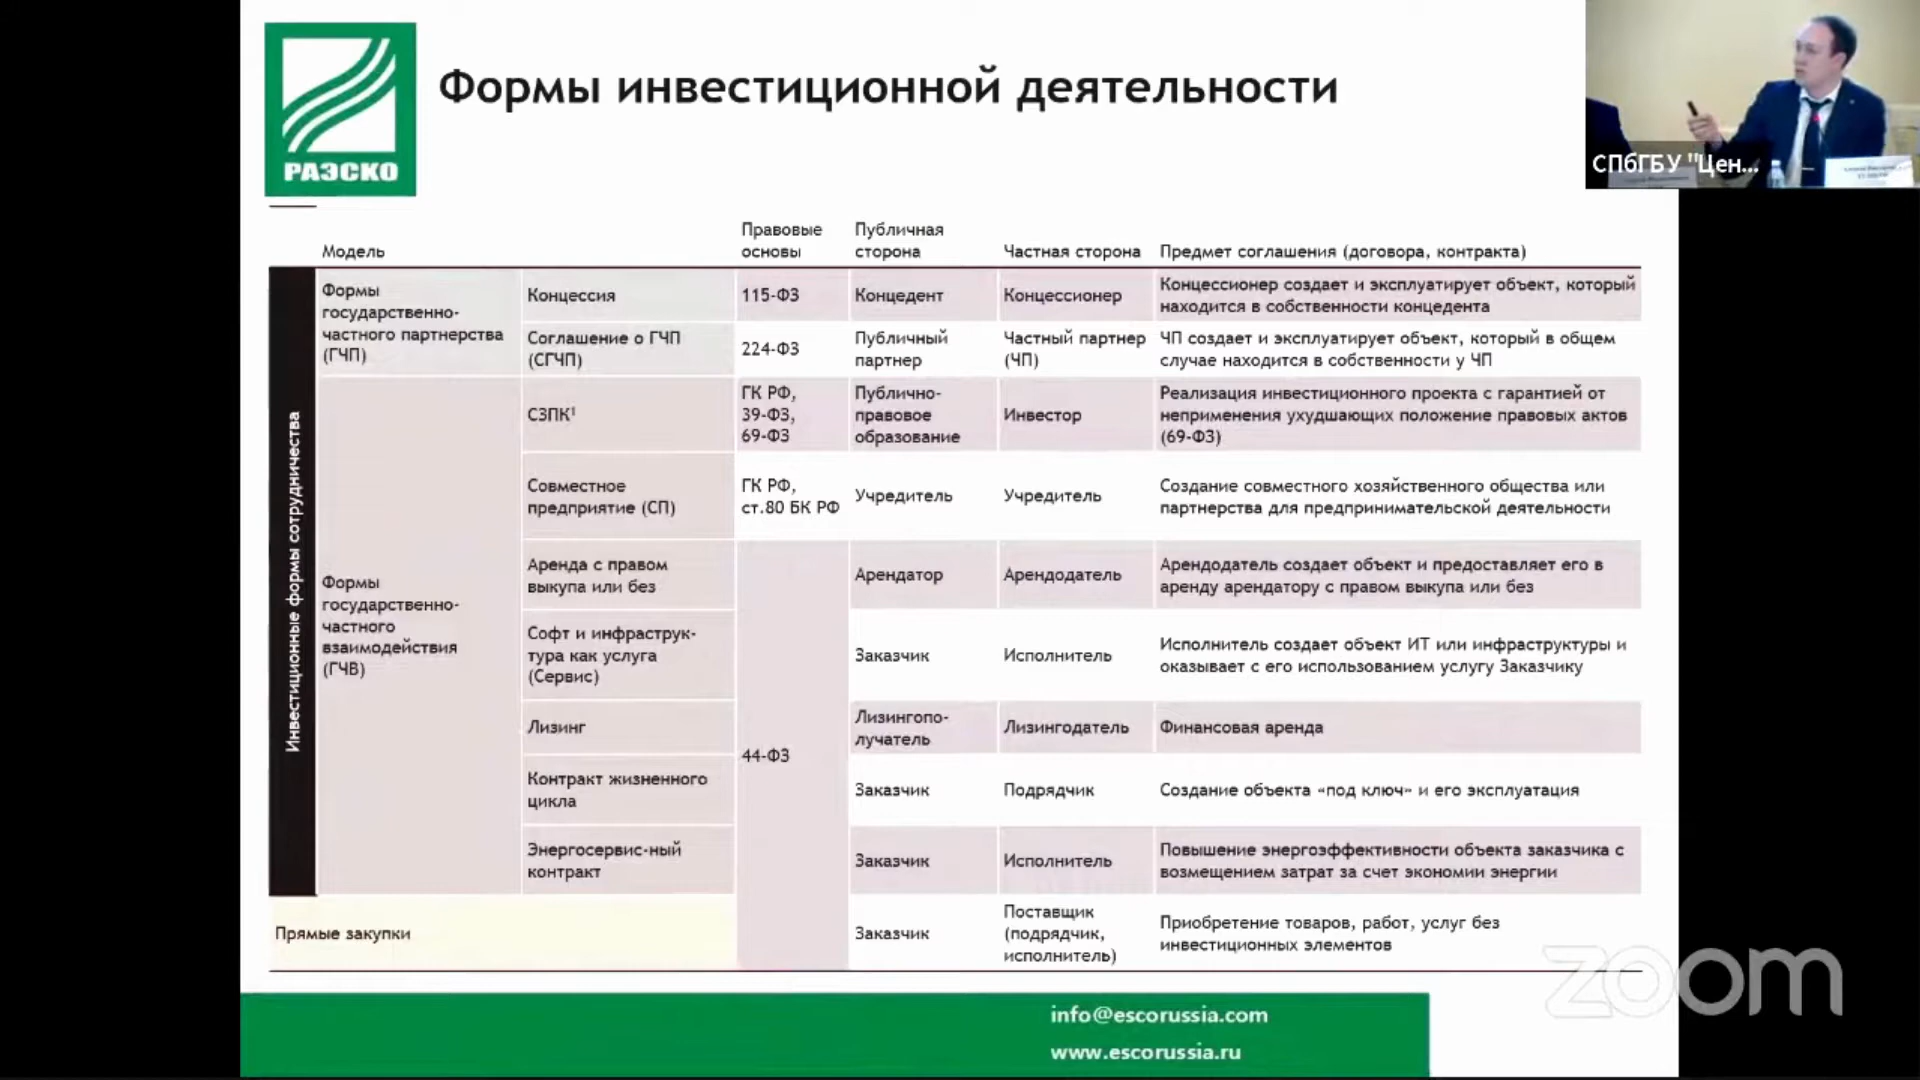 РАЭСКО
Формы инвестиционной деятельности
СПбГБУ "Цен...
Модель
Правовые
основы
Публичная
сторона
Частная сторона
Предмет соглашения (договора, контракта)
Инвестиционные формы сотрудничества
Формы
государственно-
частного партнерства
(ГЧП)
Концессия
115-ФЗ
Концедент
Концессионер
Концессионер создает и эксплуатирует объект, который
находится в собственности концедента
Соглашение о ГЧП
(СГЧП)
224-ФЗ
Публичный
партнер
Частный партнер
(ЧП)
ЧП создает и эксплуатирует объект, который в общем
случае находится в собственности у ЧП
Формы
государственно-
частного
взаимодействия
(ГЧВ)
СЗПК¹
ГК РФ,
39-ФЗ,
69-ФЗ
Публично-
правовое
образование
Инвестор
Реализация инвестиционного проекта с гарантией от
неприменения ухудшающих положение правовых актов
(69-ФЗ)
Совместное
предприятие (СП)
ГК РФ,
ст.80 БК РФ
Учредитель
Учредитель
Создание совместного хозяйственного общества или
партнерства для предпринимательской деятельности
Аренда с правом
выкупа или без
44-ФЗ
Арендатор
Арендодатель
Арендодатель создает объект и предоставляет его в
аренду арендатору с правом выкупа или без
Софт и инфраструк-
тура как услуга
(Сервис)
Заказчик
Исполнитель
Исполнитель создает объект ИТ или инфраструктуры и
оказывает с его использованием услугу Заказчику
Лизинг
Лизингопо-
лучатель
Лизингодатель
Финансовая аренда
Контракт жизненного
цикла
Заказчик
Подрядчик
Создание объекта «под ключ» и его эксплуатация
Энергосервис-ный
контракт
Заказчик
Исполнитель
Повышение энергоэффективности объекта заказчика с
возмещением затрат за счет экономии энергии
Прямые закупки
Заказчик
Поставщик
(подрядчик,
исполнитель)
Приобретение товаров, работ, услуг без
инвестиционных элементов
zoom
info@escorussia.com
www.escorussia.ru